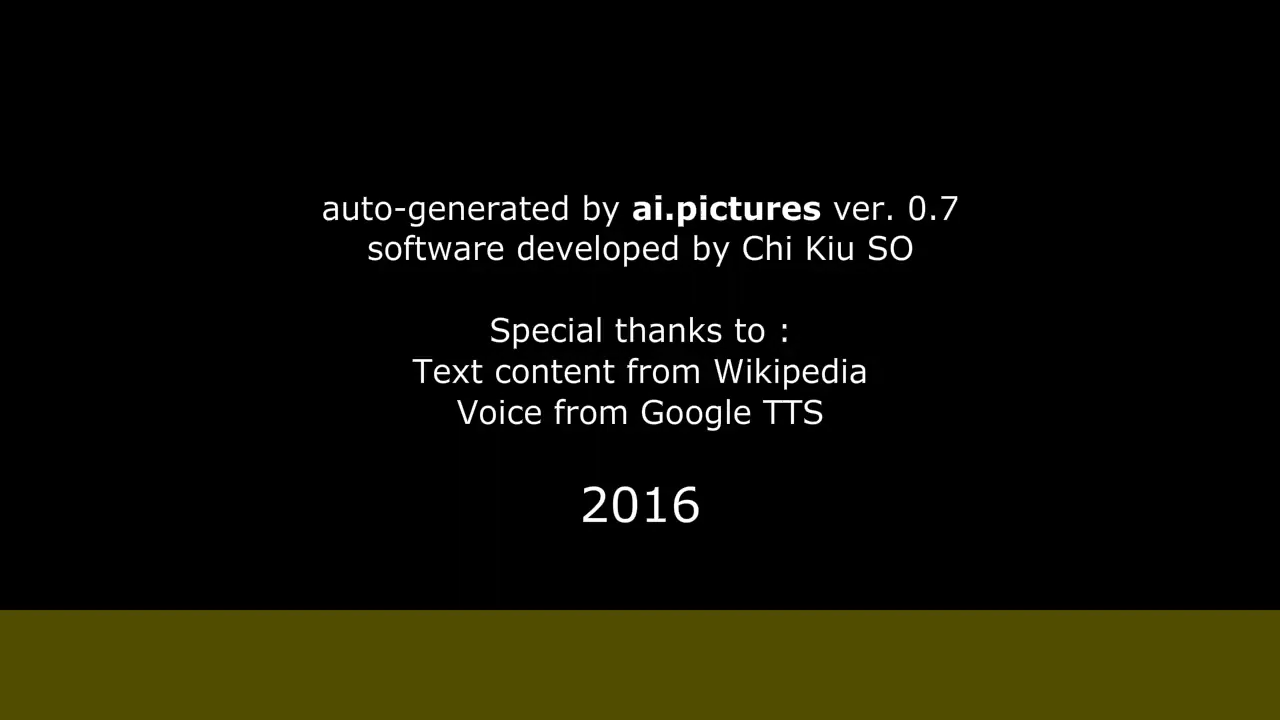 auto-generated by ai.pictures ver. 0.7
software developed by Chi Kiu SO
Special thanks to :
Text content from Wikipedia
Voice from Google TTS
2016